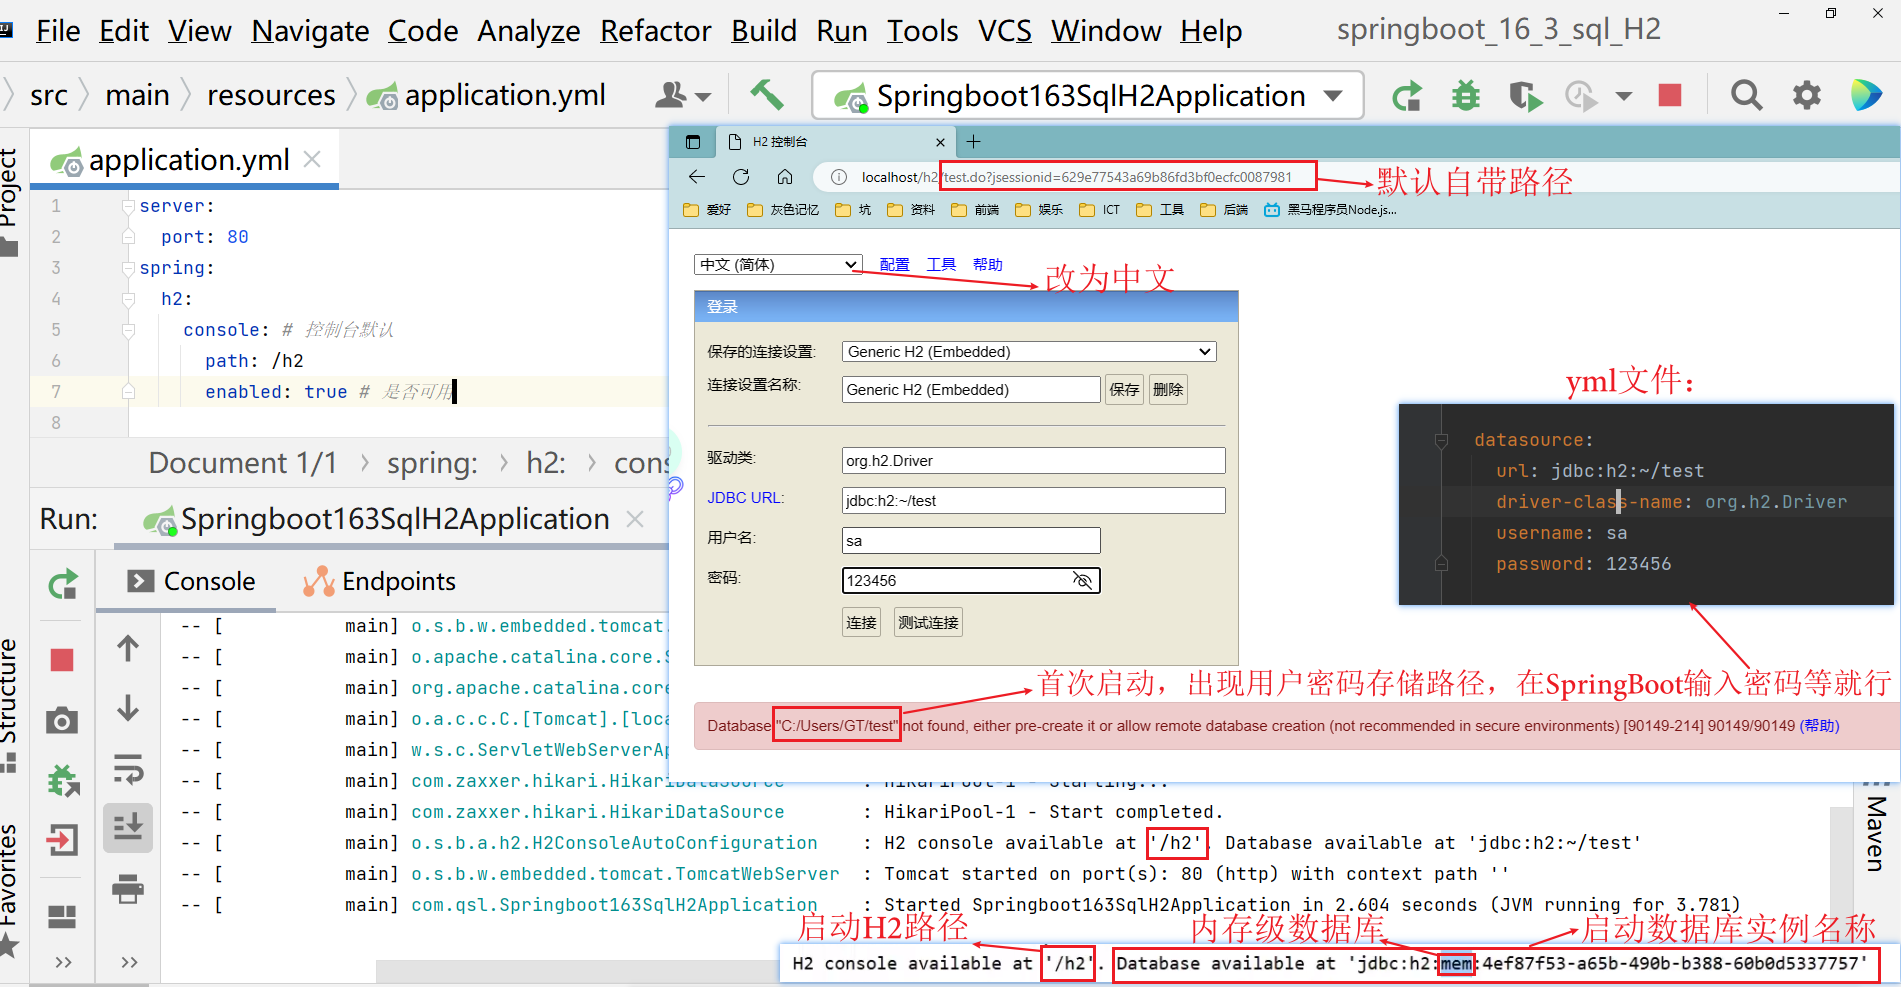 File Edit View Navigate Code Analyze Refactor Build Run Tools VCS Window Help springboot_16_3_sql_H2
src main resources application.yml Springboot163SqlH2Application
application.yml
Project
1 server:
2 port: 80
3 spring:
4 h2:
5 console: # 控制台默认
6 path: /h2
7 enabled: true # 是否可用
8
Document 1/1 spring: h2: cons
H2 控制台
localhost/h2/test.do?jsessionid=629e77543a69b86fd3bf0ecfc0087981
默认自带路径
爱好 灰色记忆 坑 资料 前端 娱乐 ICT 工具 后端 黑马程序员Node.js...
中文 (简体) 配置 工具 帮助
改为中文
登录
保存的连接设置: Generic H2 (Embedded)
连接设置名称: Generic H2 (Embedded) 保存 删除
驱动类: org.h2.Driver
JDBC URL: jdbc:h2:~/test
用户名: sa
密码: 123456
连接 测试连接
yml文件：
datasource:
url: jdbc:h2:~/test
driver-class-name: org.h2.Driver
username: sa
password: 123456
首次启动，出现用户密码存储路径，在SpringBoot输入密码等就行
Database "C:/Users/GT/test" not found, either pre-create it or allow remote database creation (not recommended in secure environments) [90149-214] 90149/90149 (帮助)
Run: Springboot163SqlH2Application
Console Endpoints
Structure
Favorites
Maven
-- [ main] o.s.b.w.embedded.tomcat.
-- [ main] o.apache.catalina.core.S
-- [ main] org.apache.catalina.core
-- [ main] o.a.c.c.C.[Tomcat].[loca
-- [ main] w.s.c.ServletWebServerAp
-- [ main] com.zaxxer.hikari.HikariDataSource : HikariPool-1 - Starting...
-- [ main] com.zaxxer.hikari.HikariDataSource : HikariPool-1 - Start completed.
-- [ main] o.s.b.a.h2.H2ConsoleAutoConfiguration : H2 console available at '/h2'. Database available at 'jdbc:h2:~/test'
-- [ main] o.s.b.w.embedded.tomcat.TomcatWebServer : Tomcat started on port(s): 80 (http) with context path ''
-- [ main] com.qsl.Springboot163SqlH2Application : Started Springboot163SqlH2Application in 2.604 seconds (JVM running for 3.781)
启动H2路径 内存级数据库 启动数据库实例名称
H2 console available at '/h2'. Database available at 'jdbc:h2:mem:4ef87f53-a65b-490b-b388-60b0d5337757'